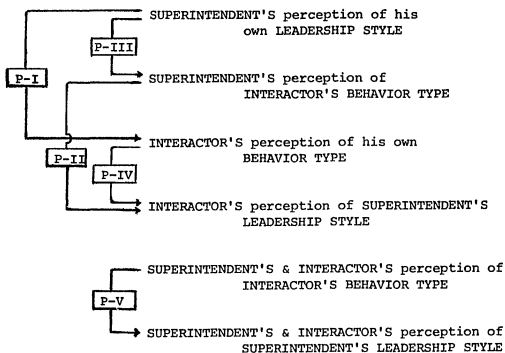 SUPERINTENDENT'S perception of his
own LEADERSHIP STYLE
P-III
P-I
SUPERINTENDENT'S perception of
INTERACTOR'S BEHAVIOR TYPE
INTERACTOR'S perception of his own
BEHAVIOR TYPE
P-II
P-IV
INTERACTOR'S perception of SUPERINTENDENT'S
LEADERSHIP STYLE
SUPERINTENDENT'S & INTERACTOR'S perception of
INTERACTOR'S BEHAVIOR TYPE
P-V
SUPERINTENDENT'S & INTERACTOR'S perception of
SUPERINTENDENT'S LEADERSHIP STYLE